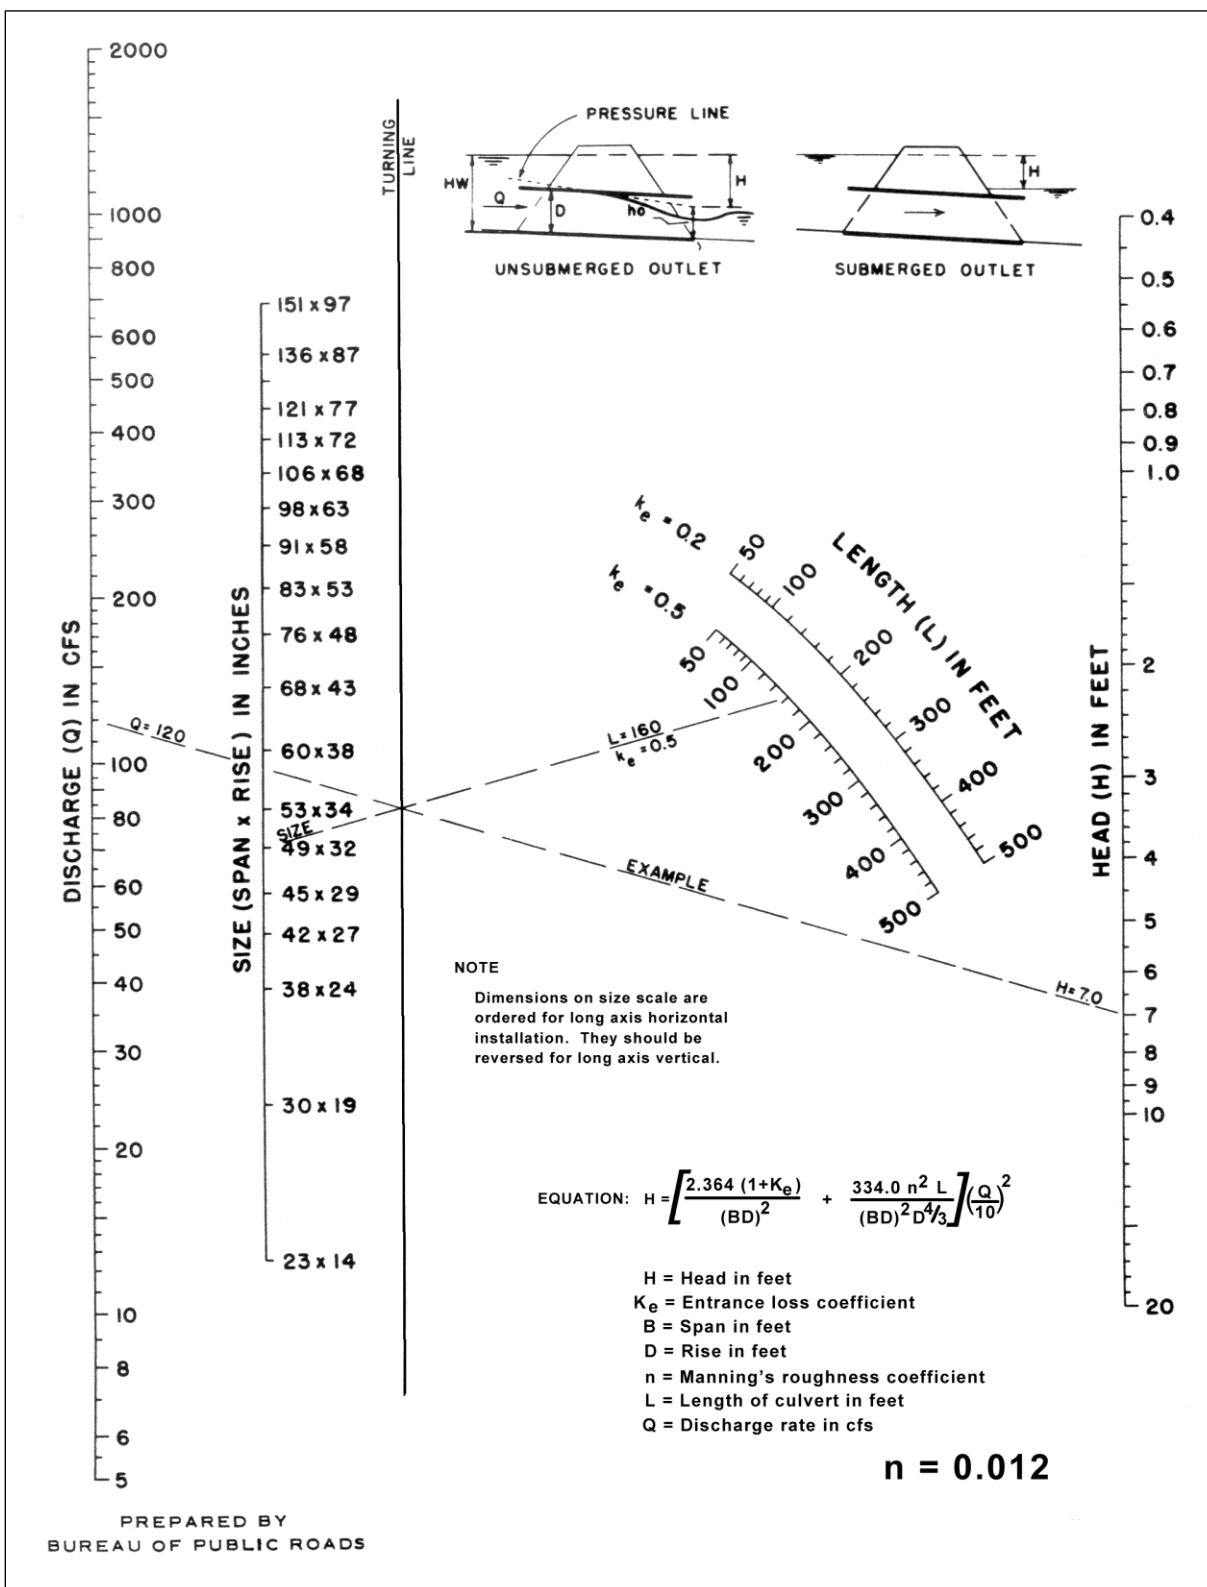 2000
1000
800
600
500
400
300
200
100
80
60
50
40
30
20
10
8
6
5
DISCHARGE (Q) IN CFS
Q=120
151 x 97
136 x 87
121 x 77
113 x 72
106 x 68
98 x 63
91 x 58
83 x 53
76 x 48
68 x 43
60 x 38
53 x 34
SIZE
49 x 32
45 x 29
42 x 27
38 x 24
30 x 19
23 x 14
SIZE (SPAN x RISE) IN INCHES
TURNING
LINE
PRESSURE LINE
HW
Q
D
ho
H
UNSUBMERGED OUTLET
H
SUBMERGED OUTLET
ke = 0.2
50
100
200
300
400
500
LENGTH (L) IN FEET
ke = 0.5
50
100
200
300
400
500
L=160
ke = 0.5
EXAMPLE
H=7.0
0.4
0.5
0.6
0.7
0.8
0.9
1.0
2
3
4
5
6
7
8
9
10
20
HEAD (H) IN FEET
NOTE
Dimensions on size scale are
ordered for long axis horizontal
installation. They should be
reversed for long axis vertical.
EQUATION: H = [2.364 (1+Ke) / (BD)2 + 334.0 n2 L / (BD)2 D4/3] (Q/10)2
H = Head in feet
Ke = Entrance loss coefficient
B = Span in feet
D = Rise in feet
n = Manning's roughness coefficient
L = Length of culvert in feet
Q = Discharge rate in cfs
n = 0.012
PREPARED BY
BUREAU OF PUBLIC ROADS